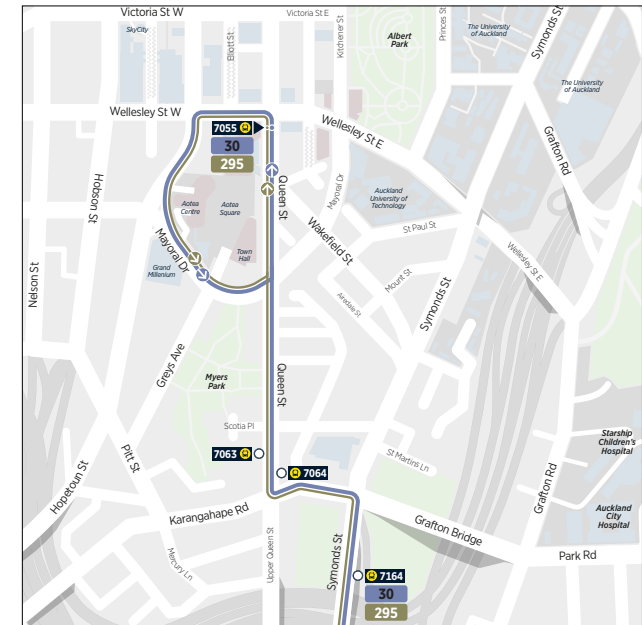 Victoria St W
Victoria St E
SkyCity
Elliott St
Kitchener St
Albert
Park
Princes St
The University
of Auckland
Symonds St
The University
of Auckland
Wellesley St W
7055
30
295
Wellesley St E
Grafton Rd
Hobson St
Queen St
Mayoral Dr
Auckland
University of
Technology
Aotea
Centre
Aotea
Square
Wakefield St
St Paul St
Mayoral Dr
Town
Hall
Grand
Millenium
Wellesley St E
Nelson St
Mount St
Symonds St
Airedale St
Greys Ave
Queen St
Myers
Park
Scotia Pl
Starship
Children's
Hospital
Pitt St
7063
7064
St Martins Ln
Hopetoun St
Grafton Rd
Auckland
City
Hospital
Karangahape Rd
Grafton Bridge
Park Rd
Mercury Ln
Upper Queen St
Symonds St
7164
30
295